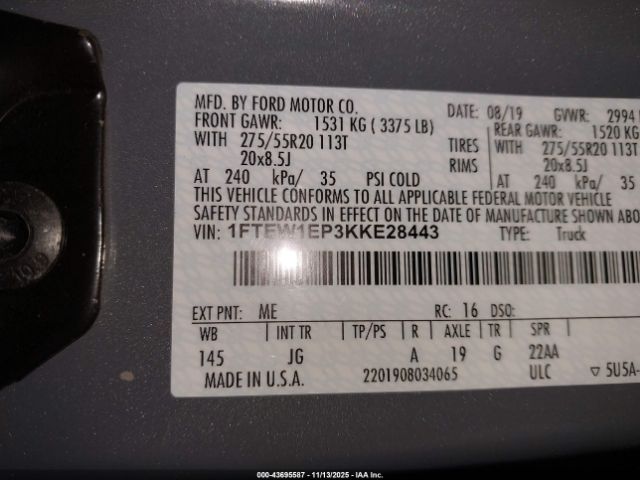 MFD. BY FORD MOTOR CO. DATE: 08/19 GVWR: 2994
FRONT GAWR: 1531 KG ( 3375 LB) REAR GAWR: 1520 KG
WITH 275/55R20 113T TIRES WITH 275/55R20 113T
20x8.5J RIMS 20x8.5J
AT 240 kPa/ 35 PSI COLD AT 240 kPa/ 35
THIS VEHICLE CONFORMS TO ALL APPLICABLE FEDERAL MOTOR VEHICLE
SAFETY STANDARDS IN EFFECT ON THE DATE OF MANUFACTURE SHOWN ABO
VIN: 1FTEW1EP3KKE28443 TYPE: Truck
EXT PNT: ME RC: 16 DSO:
WB INT TR TP/PS R AXLE TR SPR
145 JG A 19 G 22AA
MADE IN U.S.A. 2201908034065 ULC ▽ 5U5A-
000-43695587 - 11/13/2025 - IAA Inc.